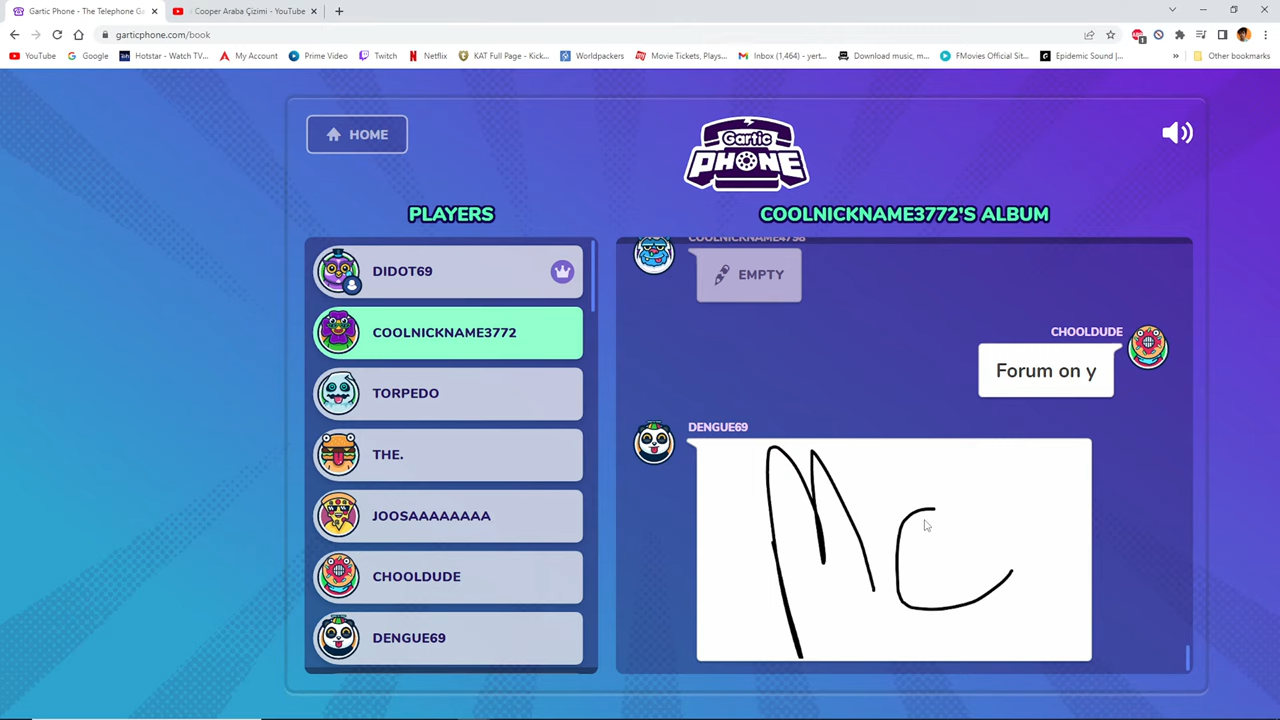 Gartic Phone - The Telephone Ga
: Cooper Araba Çizimi - YouTube
garticphone.com/book
YouTube
Google
Hotstar - Watch TV...
My Account
Prime Video
Twitch
Netflix
KAT Full Page - Kick...
Worldpackers
Movie Tickets, Plays...
Inbox (1,464) - yert...
Download music, m...
FMovies Official Sit...
Epidemic Sound |...
»
Other bookmarks
HOME
Gartic
PHONE
PLAYERS
COOLNICKNAME3772'S ALBUM
DIDOT69
COOLNICKNAME3772
TORPEDO
THE.
JOOSAAAAAAAA
CHOOLDUDE
DENGUE69
COOLNICKNAME4798
EMPTY
CHOOLDUDE
Forum on y
DENGUE69
MC